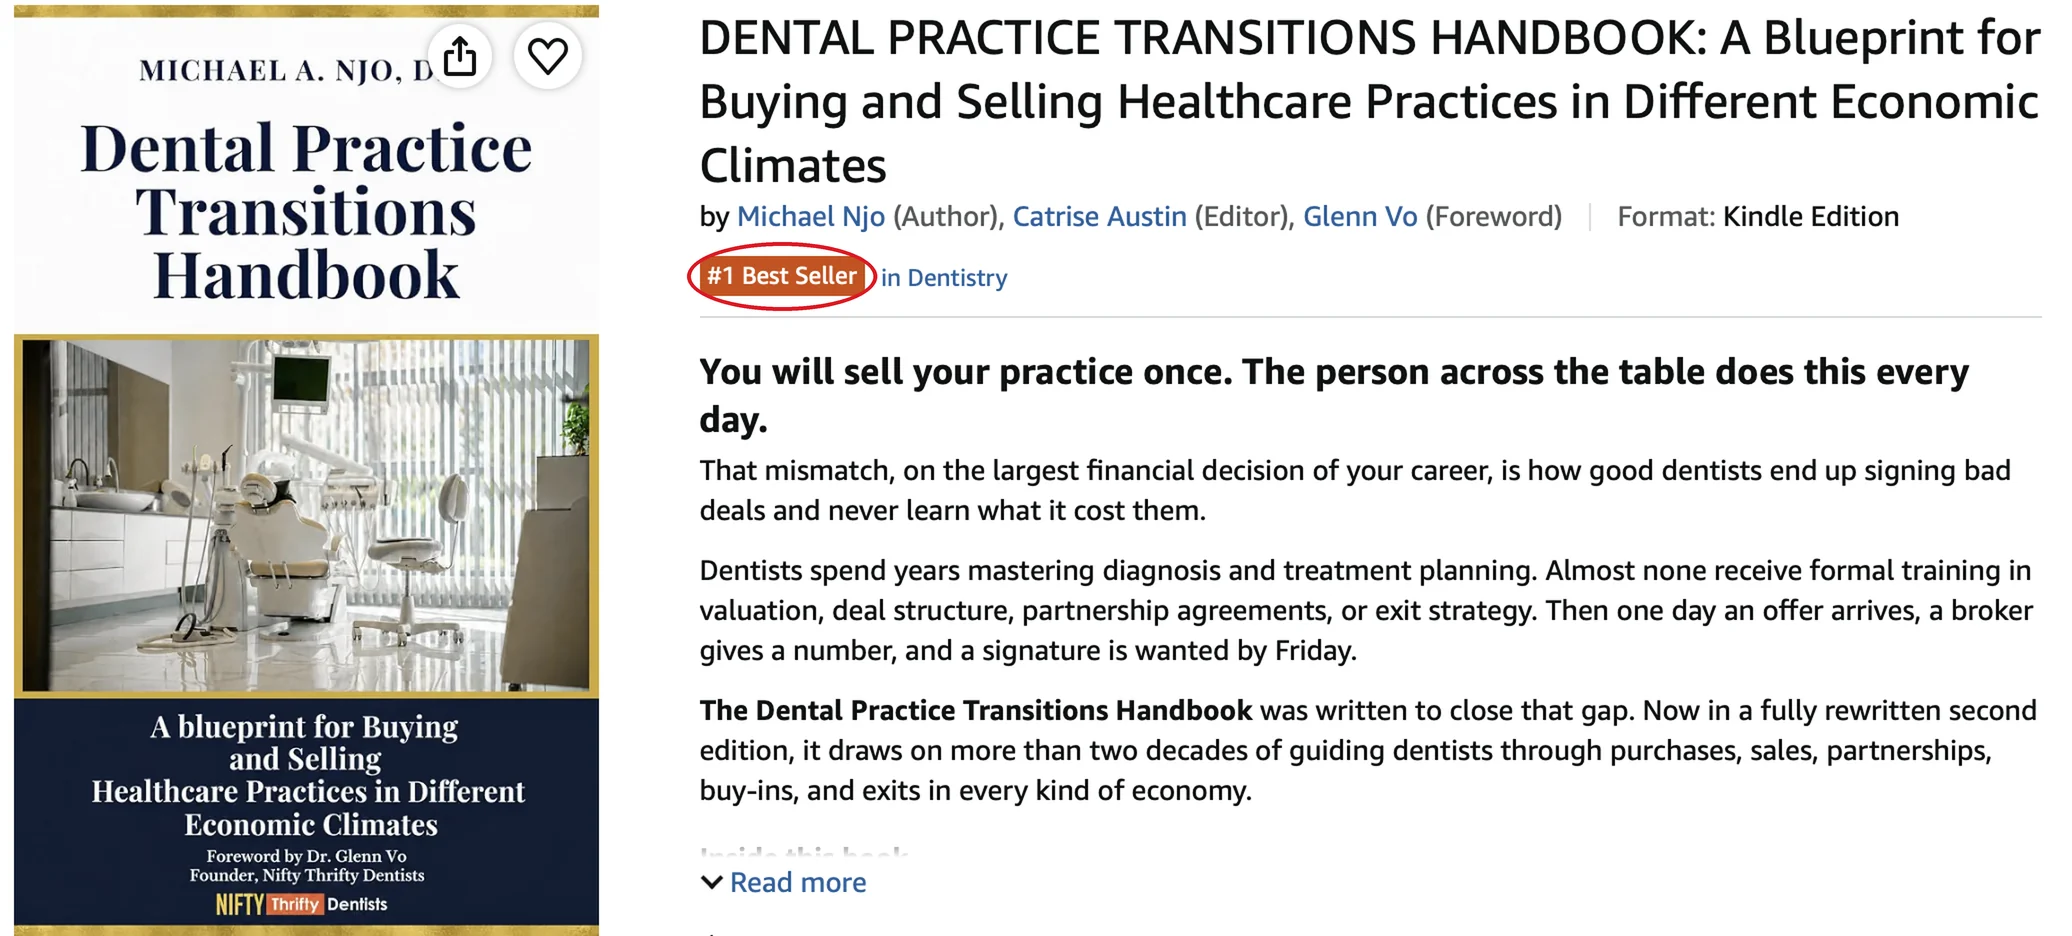 MICHAEL A. NJO, D.
Dental Practice
Transitions
Handbook
A blueprint for Buying
and Selling
Healthcare Practices in Different
Economic Climates
Foreword by Dr. Glenn Vo
Founder, Nifty Thrifty Dentists
NIFTY Thrifty Dentists
DENTAL PRACTICE TRANSITIONS HANDBOOK: A Blueprint for
Buying and Selling Healthcare Practices in Different Economic
Climates
by Michael Njo (Author), Catrise Austin (Editor), Glenn Vo (Foreword) | Format: Kindle Edition
#1 Best Seller in Dentistry
You will sell your practice once. The person across the table does this every
day.
That mismatch, on the largest financial decision of your career, is how good dentists end up signing bad
deals and never learn what it cost them.
Dentists spend years mastering diagnosis and treatment planning. Almost none receive formal training in
valuation, deal structure, partnership agreements, or exit strategy. Then one day an offer arrives, a broker
gives a number, and a signature is wanted by Friday.
The Dental Practice Transitions Handbook was written to close that gap. Now in a fully rewritten second
edition, it draws on more than two decades of guiding dentists through purchases, sales, partnerships,
buy-ins, and exits in every kind of economy.
Inside this book
Read more